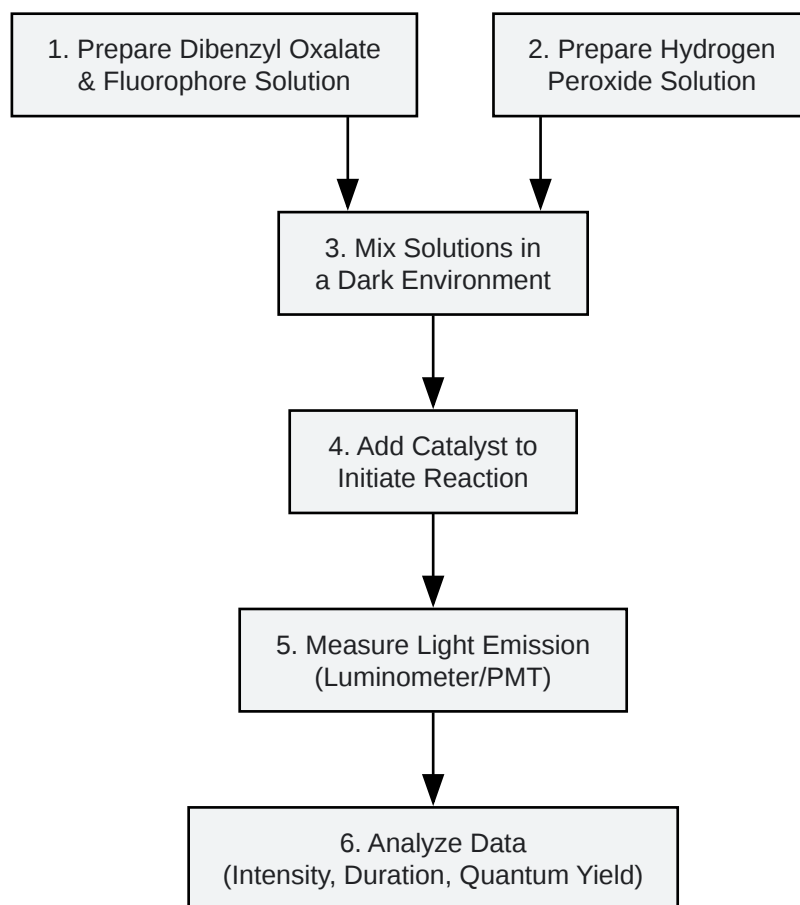 1. Prepare Dibenzyl Oxalate
& Fluorophore Solution
2. Prepare Hydrogen
Peroxide Solution
3. Mix Solutions in
a Dark Environment
4. Add Catalyst to
Initiate Reaction
5. Measure Light Emission
(Luminometer/PMT)
6. Analyze Data
(Intensity, Duration, Quantum Yield)